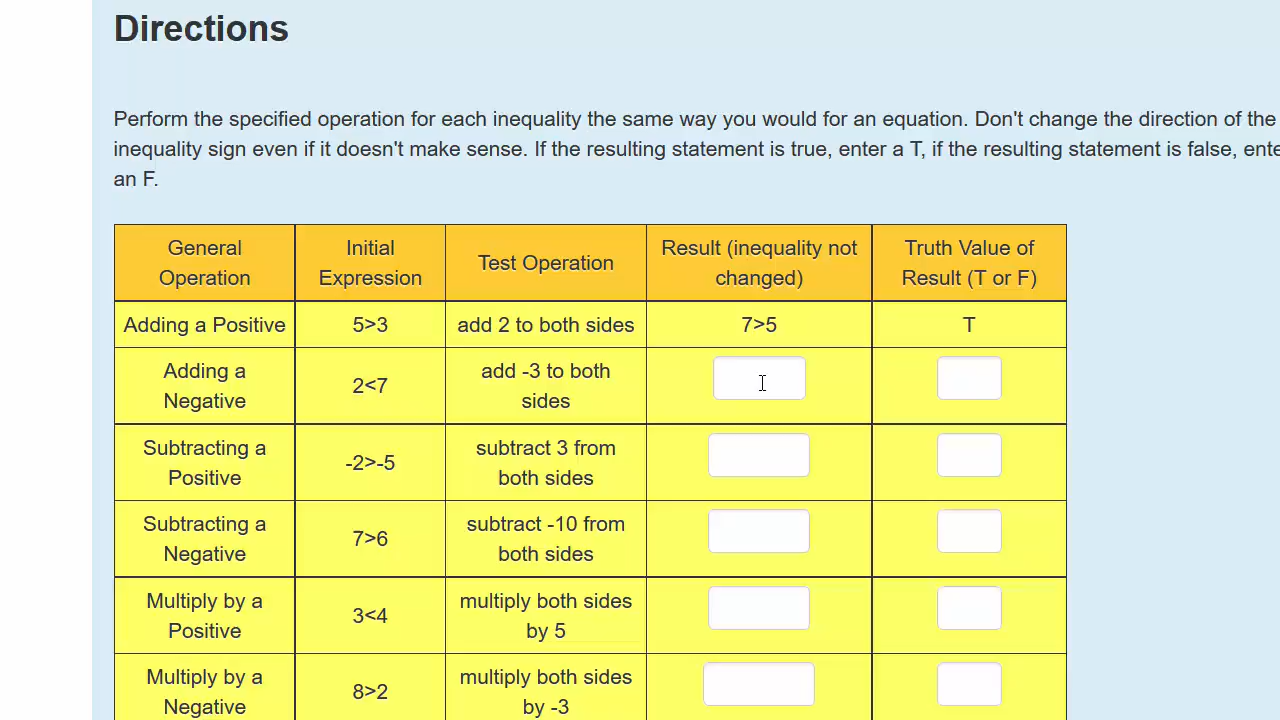 Directions
Perform the specified operation for each inequality the same way you would for an equation. Don't change the direction of the
inequality sign even if it doesn't make sense. If the resulting statement is true, enter a T, if the resulting statement is false, ente
an F.
General Operation Initial Expression Test Operation Result (inequality not changed) Truth Value of Result (T or F)
Adding a Positive 5>3 add 2 to both sides 7>5 T
Adding a Negative 2<7 add -3 to both sides
Subtracting a Positive -2>-5 subtract 3 from both sides
Subtracting a Negative 7>6 subtract -10 from both sides
Multiply by a Positive 3<4 multiply both sides by 5
Multiply by a Negative 8>2 multiply both sides by -3